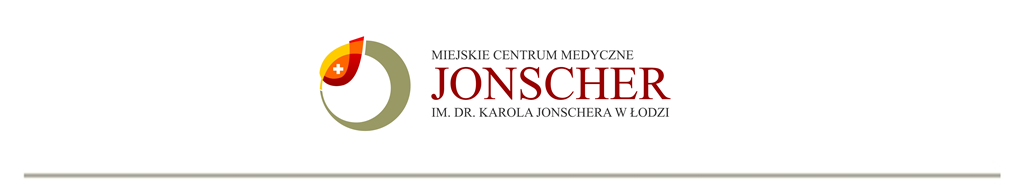 MIEJSKIE CENTRUM MEDYCZNE
JONSCHER
IM. DR. KAROLA JONSCHERA W ŁODZI